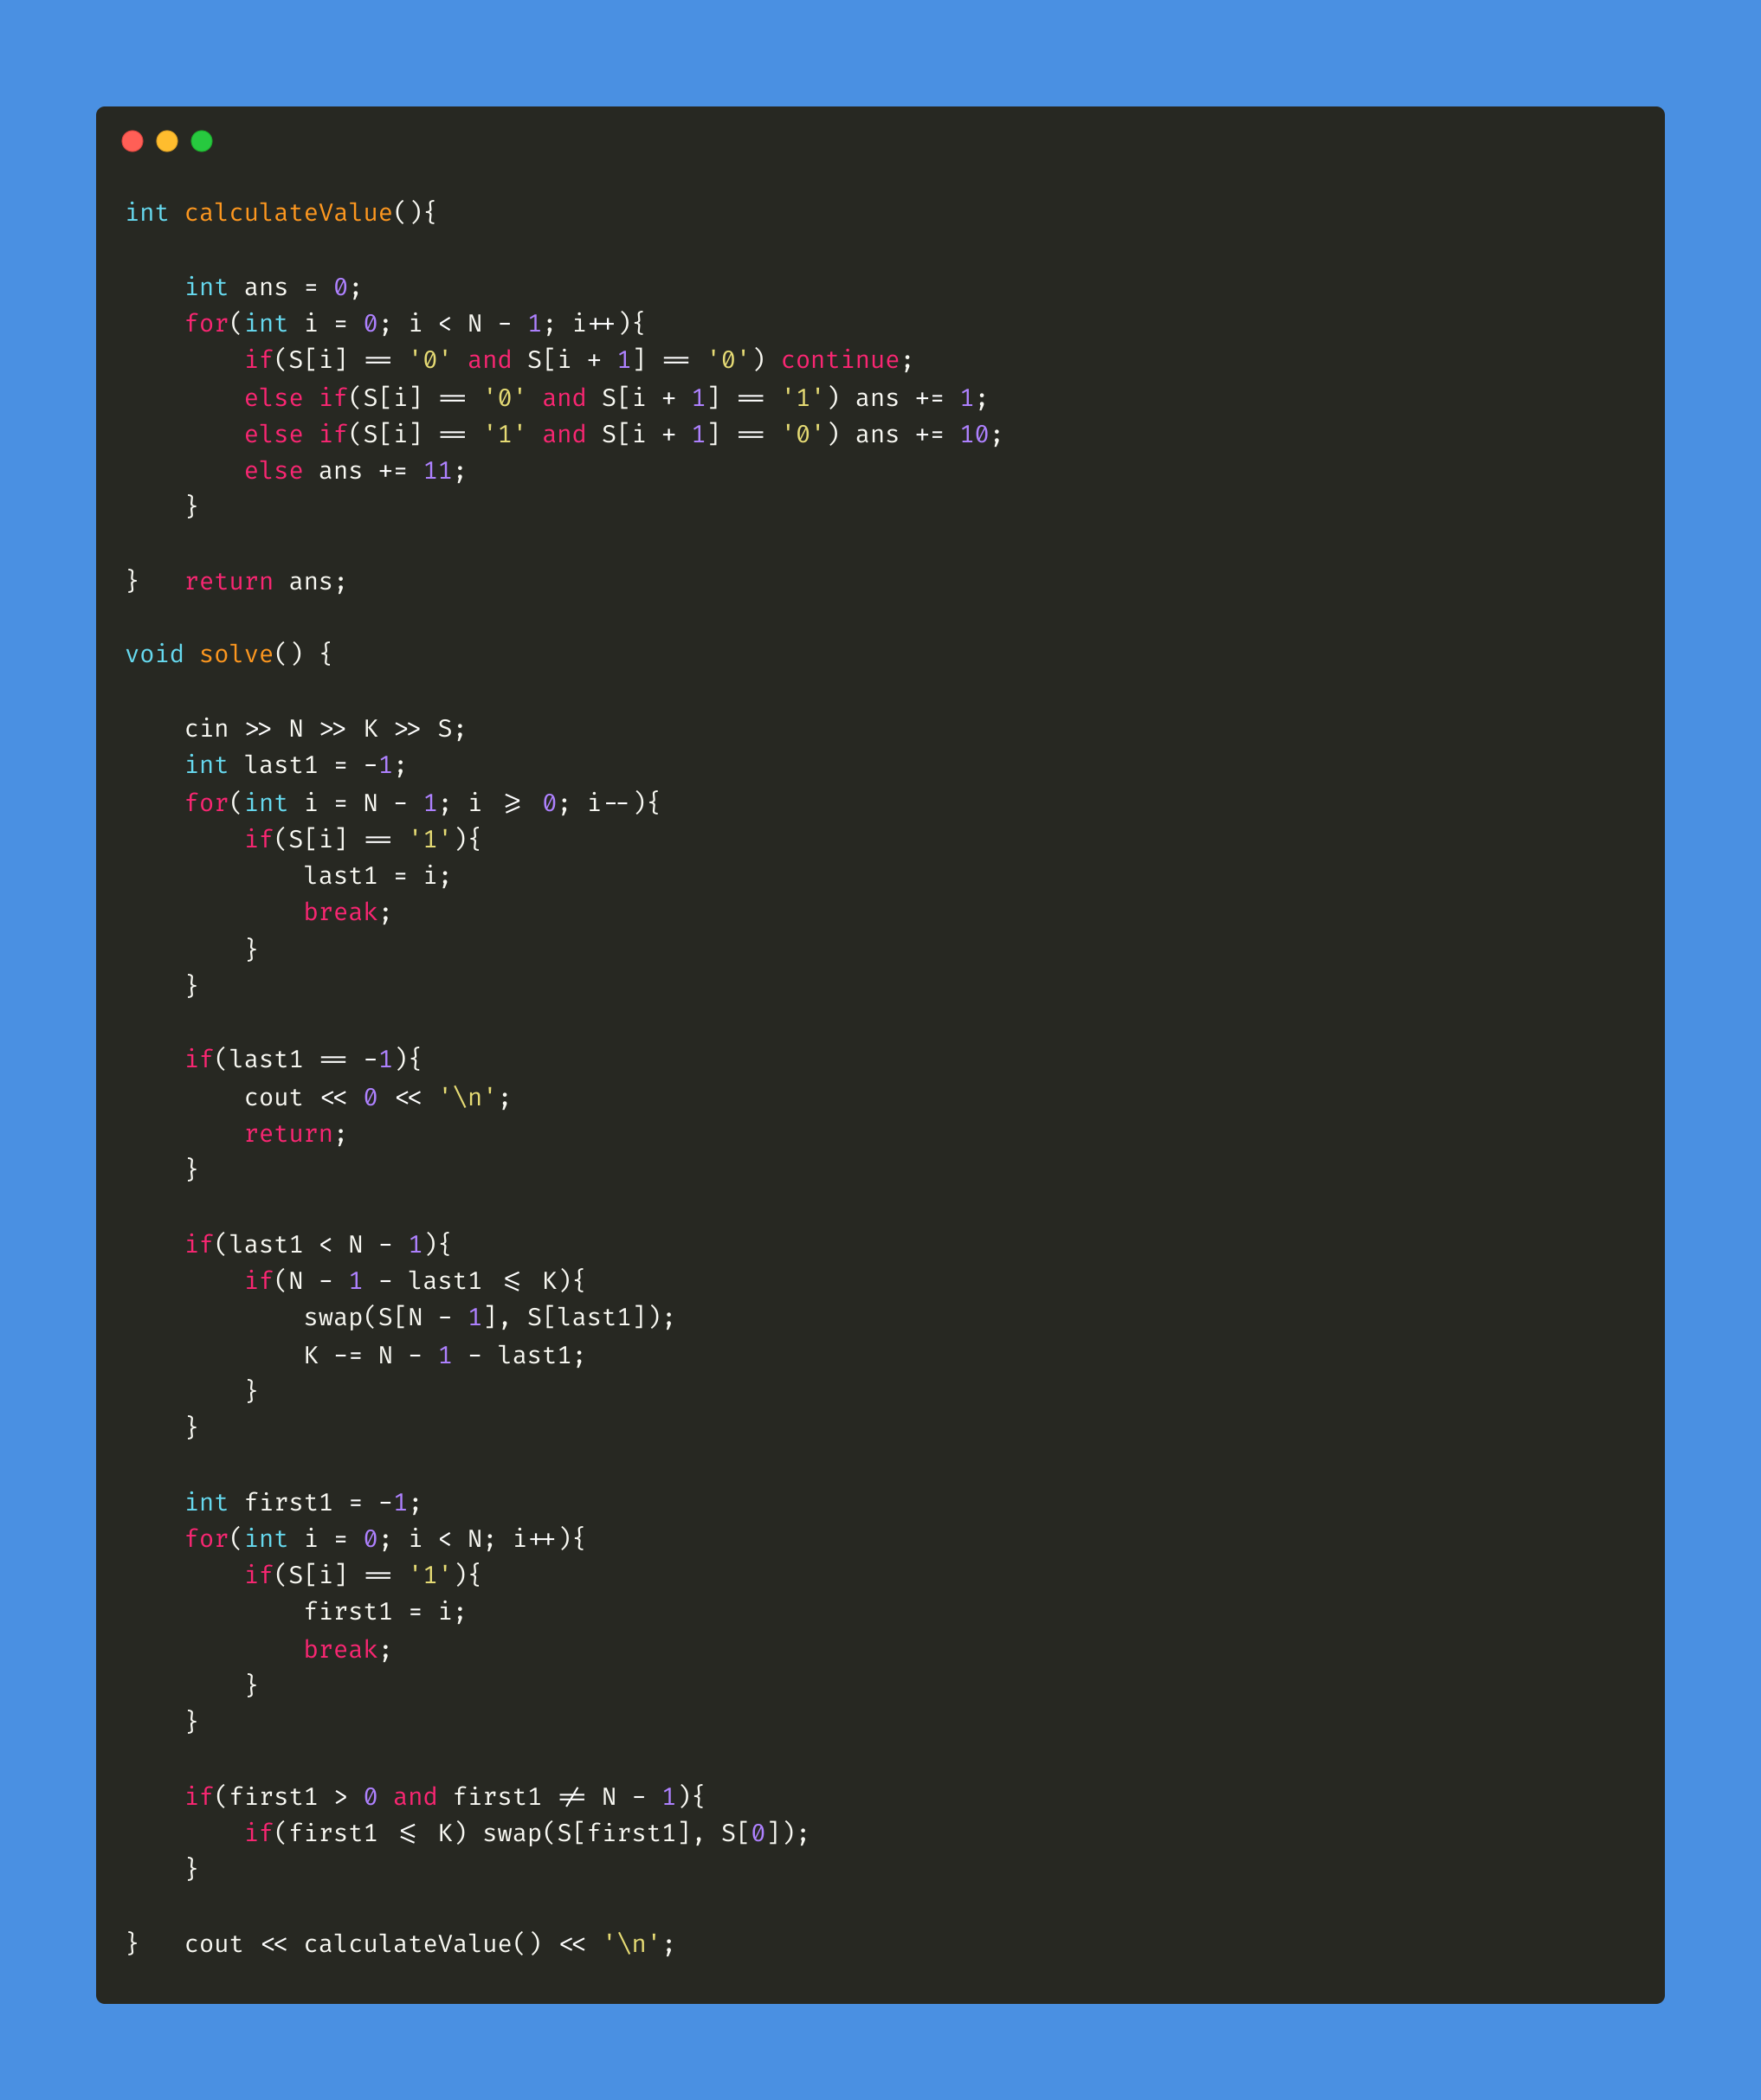 int calculateValue(){
    int ans = 0;
    for(int i = 0; i < N - 1; i++){
        if(S[i] == '0' and S[i + 1] == '0') continue;
        else if(S[i] == '0' and S[i + 1] == '1') ans += 1;
        else if(S[i] == '1' and S[i + 1] == '0') ans += 10;
        else ans += 11;
    }
}   return ans;
void solve() {
    cin >> N >> K >> S;
    int last1 = -1;
    for(int i = N - 1; i >= 0; i--){
        if(S[i] == '1'){
            last1 = i;
            break;
        }
    }
    if(last1 == -1){
        cout << 0 << '\n';
        return;
    }
    if(last1 < N - 1){
        if(N - 1 - last1 <= K){
            swap(S[N - 1], S[last1]);
            K -= N - 1 - last1;
        }
    }
    int first1 = -1;
    for(int i = 0; i < N; i++){
        if(S[i] == '1'){
            first1 = i;
            break;
        }
    }
    if(first1 > 0 and first1 != N - 1){
        if(first1 <= K) swap(S[first1], S[0]);
    }
}   cout << calculateValue() << '\n';